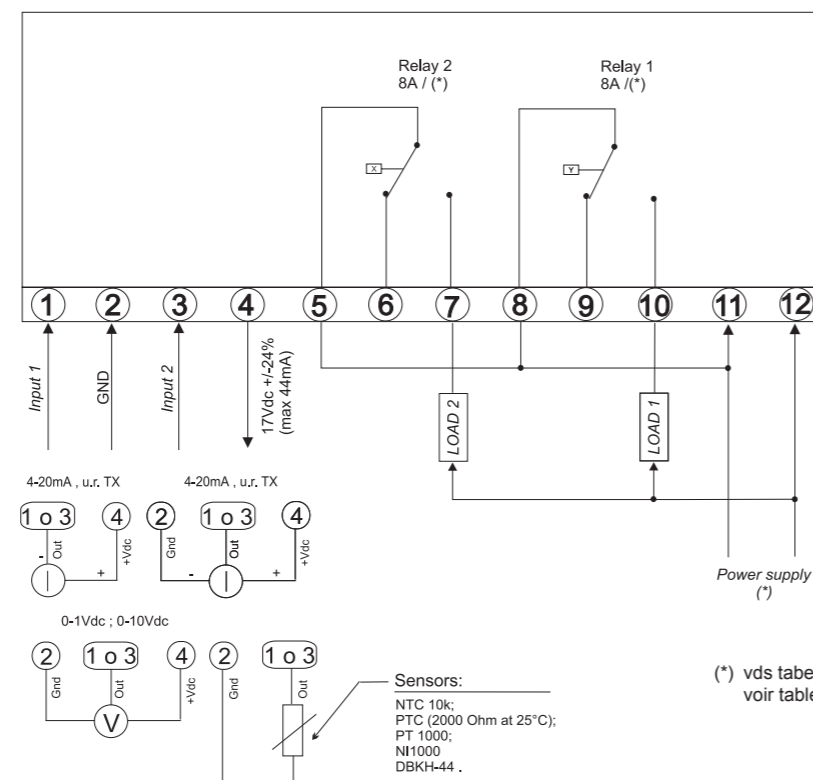 Relay 2
8A / (*)
Relay 1
8A /(*)
X
Y
1 2 3 4 5 6 7 8 9 10 11 12
Input 1
GND
Input 2
17Vdc +/-24%
(max 44mA)
LOAD 2
LOAD 1
4-20mA , u.r. TX
4-20mA , u.r. TX
1 o 3
4
2
1 o 3
4
-
Out
+
+Vdc
Gnd
-
Out
+
+Vdc
Power supply
(*)
0-1Vdc ; 0-10Vdc
2
1 o 3
4
2
1 o 3
Gnd
Out
+Vdc
Gnd
Out
V
Sensors:
NTC 10k;
PTC (2000 Ohm at 25°C);
PT 1000;
NI1000
DBKH-44 .
(*) vds
voir